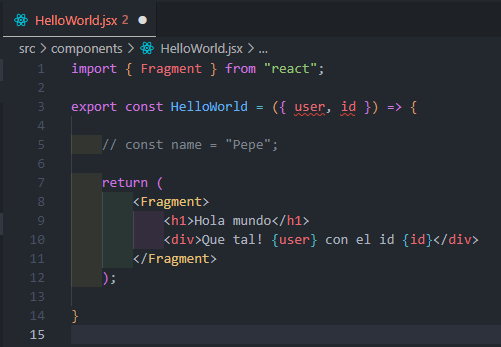 HelloWorld.jsx 2
src > components > HelloWorld.jsx > ...
1 import { Fragment } from "react";
2
3 export const HelloWorld = ({ user, id }) => {
4
5     // const name = "Pepe";
6
7     return (
8         <Fragment>
9             <h1>Hola mundo</h1>
10             <div>Que tal! {user} con el id {id}</div>
11         </Fragment>
12     );
13
14 }
15